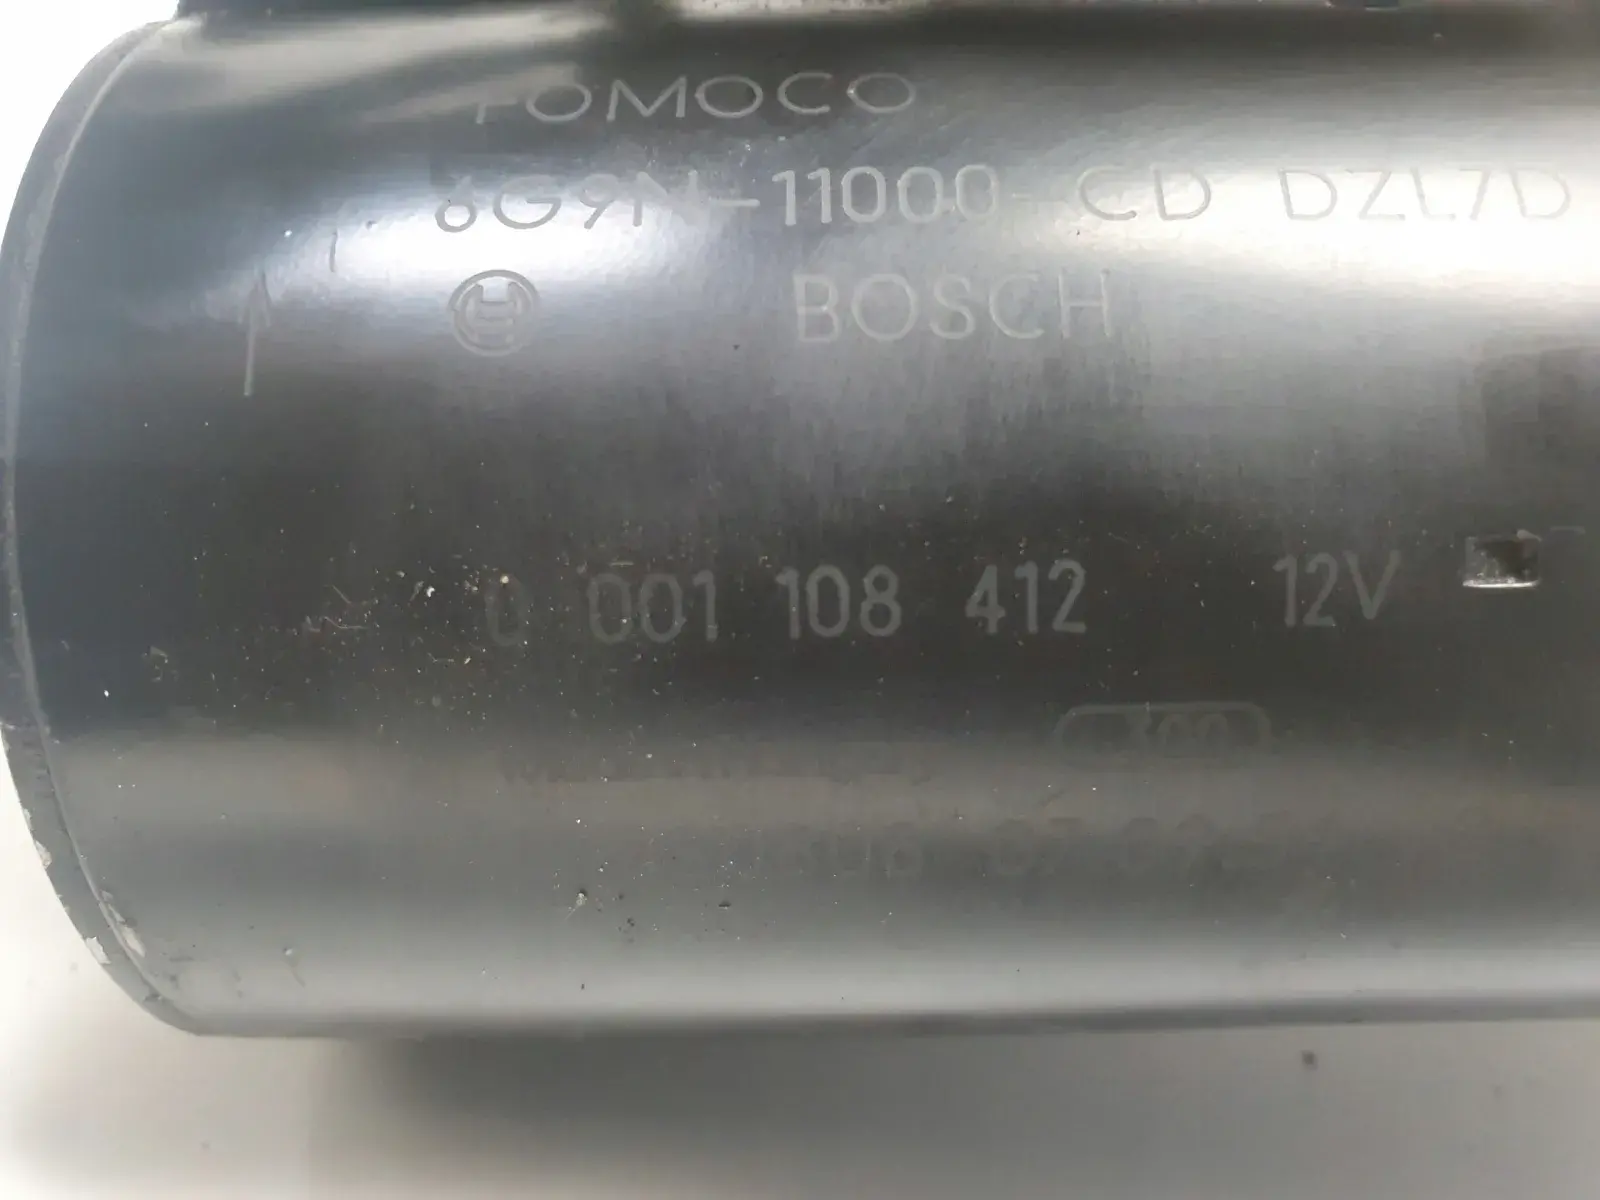 FOMOCO
6G9N-11000-CD DZL7D
BOSCH
0 001 108 412 12V